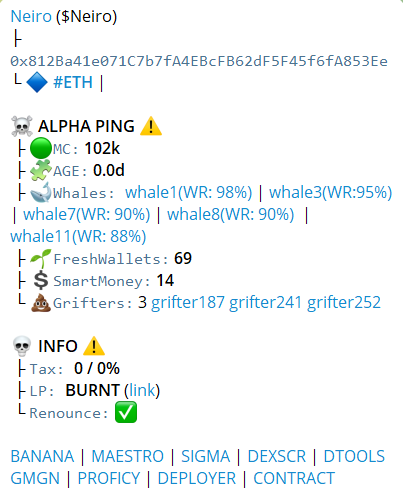 Neiro ($Neiro)
├
0x812Ba41e071C7b7fA4EBcFB62dF5F45f6fA853Ee
└ 🔷 #ETH |
☠️ ALPHA PING ⚠️
├ 🟢MC: 102k
├ 🧩AGE: 0.0d
├ 🐳Whales: whale1(WR: 98%) | whale3(WR:95%)
| whale7(WR: 90%) | whale8(WR: 90%) |
whale11(WR: 88%)
├ 🌱FreshWallets: 69
├ 💲SmartMoney: 14
└ 💩Grifters: 3 grifter187 grifter241 grifter252
💀 INFO ⚠️
├ Tax: 0 / 0%
├ LP: BURNT (link)
└ Renounce: ✅
BANANA | MAESTRO | SIGMA | DEXSCR | DTOOLS
GMGN | PROFICY | DEPLOYER | CONTRACT